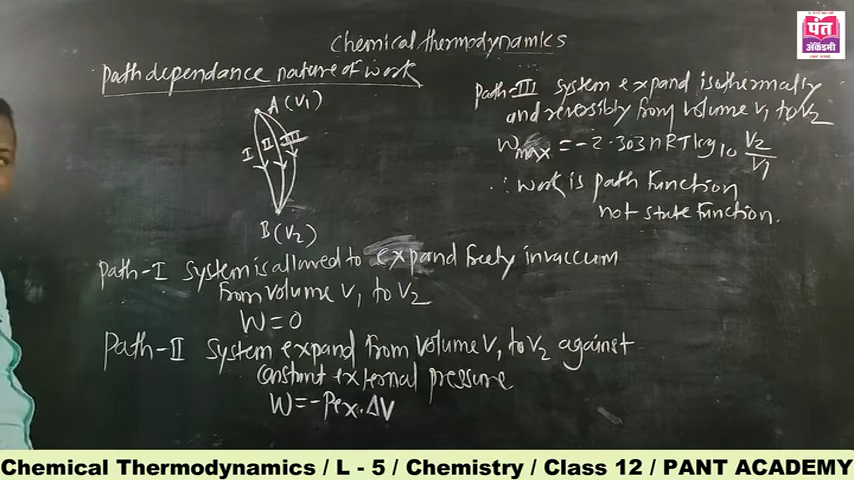 पंत
अॅकॅडमी
Chemical thermodynamics
path dependance nature of work
A (V1)
I II III
B (V2)
path-I system is allowed to expand freely in vaccum
from volume V1 to V2
W = 0
path-II system expand from volume V1 to V2 against
constant external pressure
W = -Pex. ΔV
path-III system expand isothermally
and reversibly from volume V1 to V2
Wmax = -2.303 nRT log10 V2/V1
∴ work is path function
not state function.
Chemical Thermodynamics / L - 5 / Chemistry / Class 12 / PANT ACADEMY